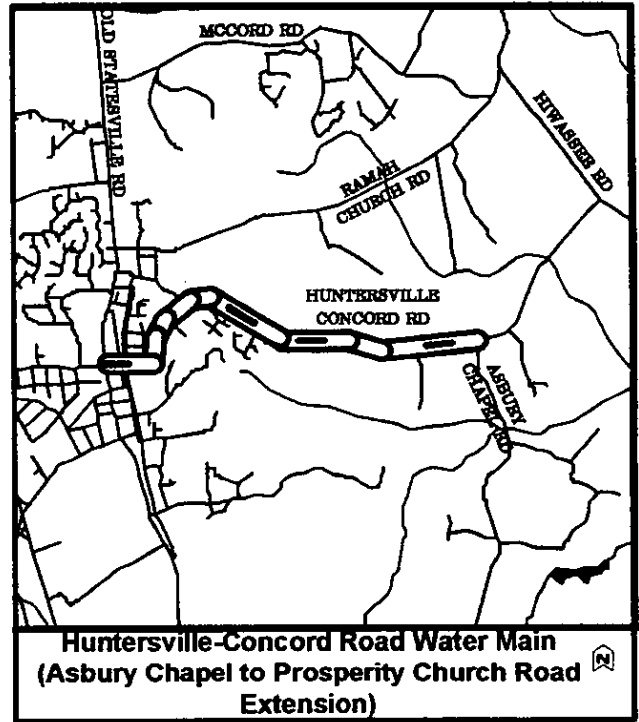 MCCORD RD
OLD STATESVILLE RD
HIWASSEE RD
RAMAH
CHURCH RD
HUNTERSVILLE
CONCORD RD
ASBURY
CHAPEL RD
Huntersville-Concord Road Water Main
(Asbury Chapel to Prosperity Church Road
Extension)
N